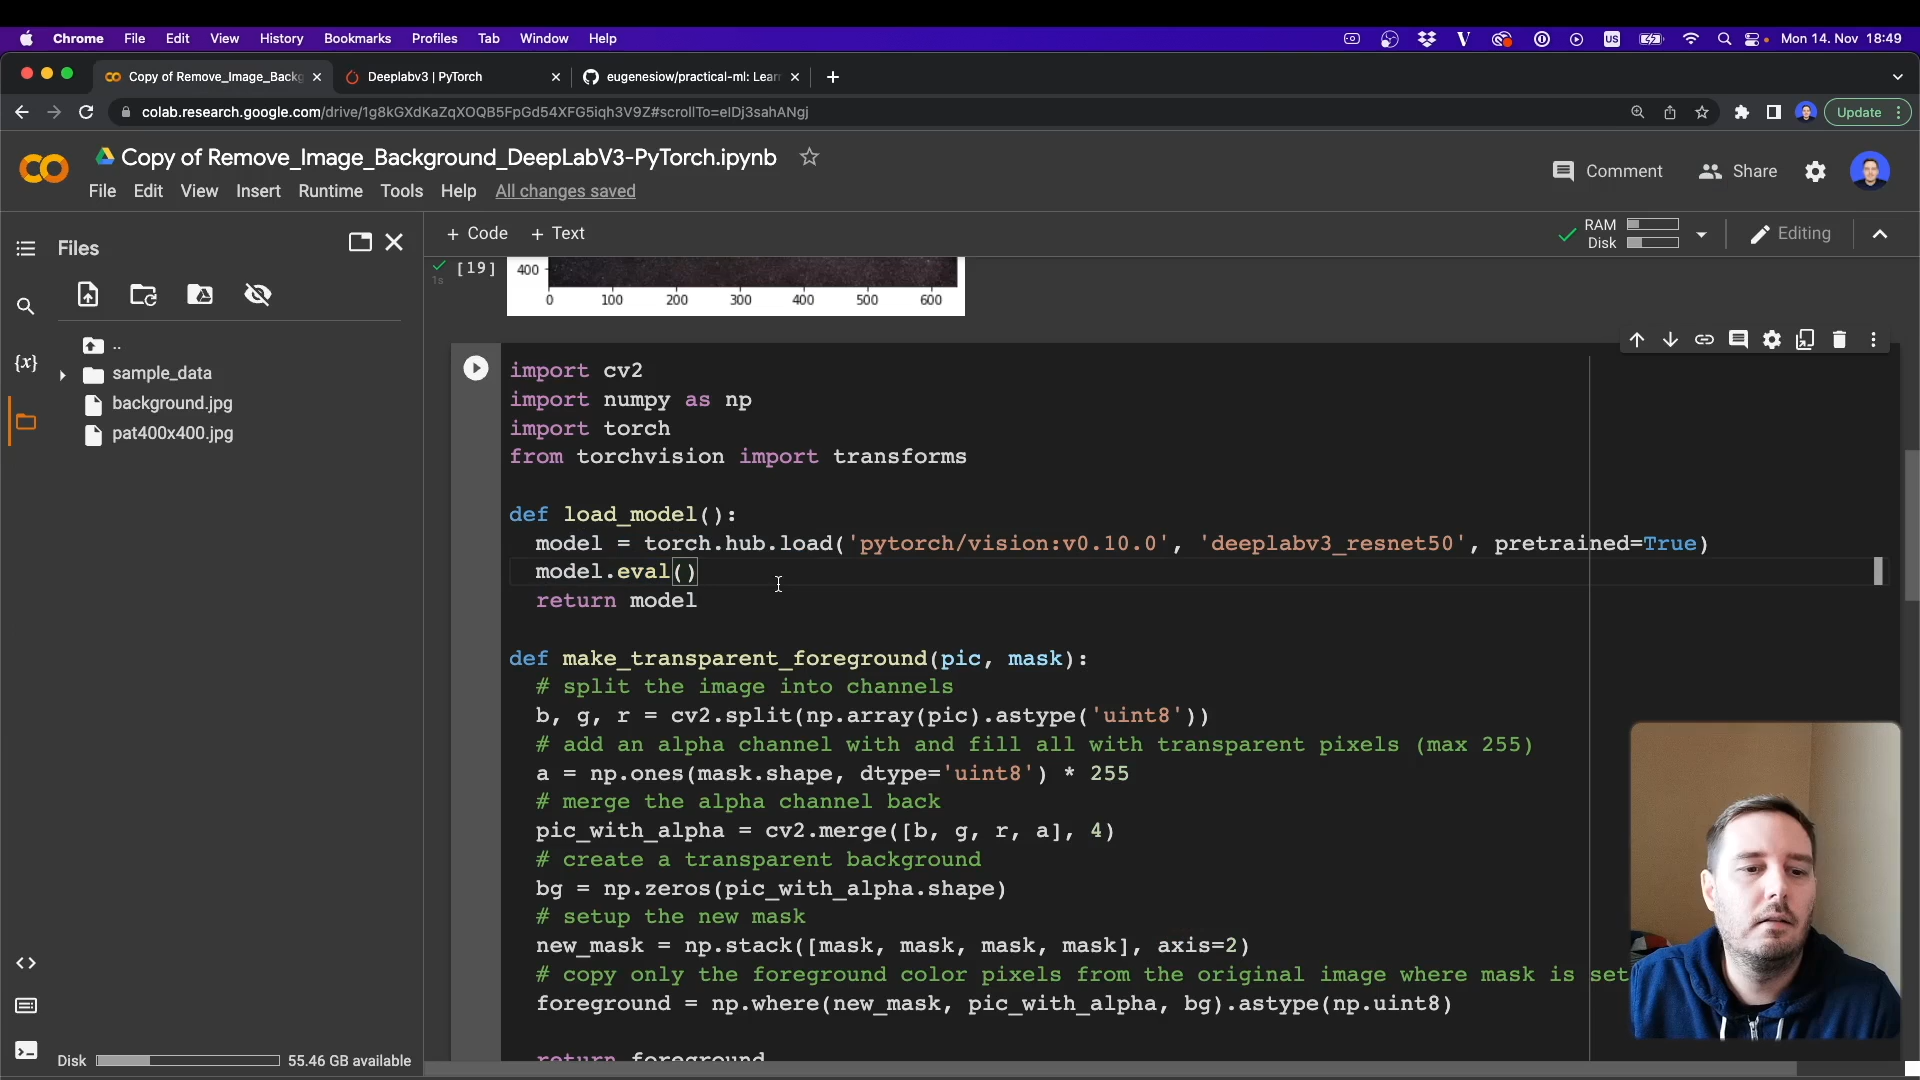 Chrome File Edit View History Bookmarks Profiles Tab Window Help
US Mon 14. Nov 18:49
Copy of Remove_Image_Backg
Deeplabv3 | PyTorch
eugenesiow/practical-ml: Lear
colab.research.google.com/drive/1g8kGXdKaZqXOQB5FpGd54XFG5iqh3V9Z#scrollTo=eIDj3sahANgj
Update
Copy of Remove_Image_Background_DeepLabV3-PyTorch.ipynb
File Edit View Insert Runtime Tools Help All changes saved
Comment
Share
Files
+ Code + Text
RAM
Disk
Editing
[19]
1s
400
0 100 200 300 400 500 600
{x}
..
sample_data
background.jpg
pat400x400.jpg
import cv2
import numpy as np
import torch
from torchvision import transforms
def load_model():
model = torch.hub.load('pytorch/vision:v0.10.0', 'deeplabv3_resnet50', pretrained=True)
model.eval()
return model
def make_transparent_foreground(pic, mask):
# split the image into channels
b, g, r = cv2.split(np.array(pic).astype('uint8'))
# add an alpha channel with and fill all with transparent pixels (max 255)
a = np.ones(mask.shape, dtype='uint8') * 255
# merge the alpha channel back
pic_with_alpha = cv2.merge([b, g, r, a], 4)
# create a transparent background
bg = np.zeros(pic_with_alpha.shape)
# setup the new mask
new_mask = np.stack([mask, mask, mask, mask], axis=2)
# copy only the foreground color pixels from the original image where mask is set
foreground = np.where(new_mask, pic_with_alpha, bg).astype(np.uint8)
return foreground
Disk 55.46 GB available